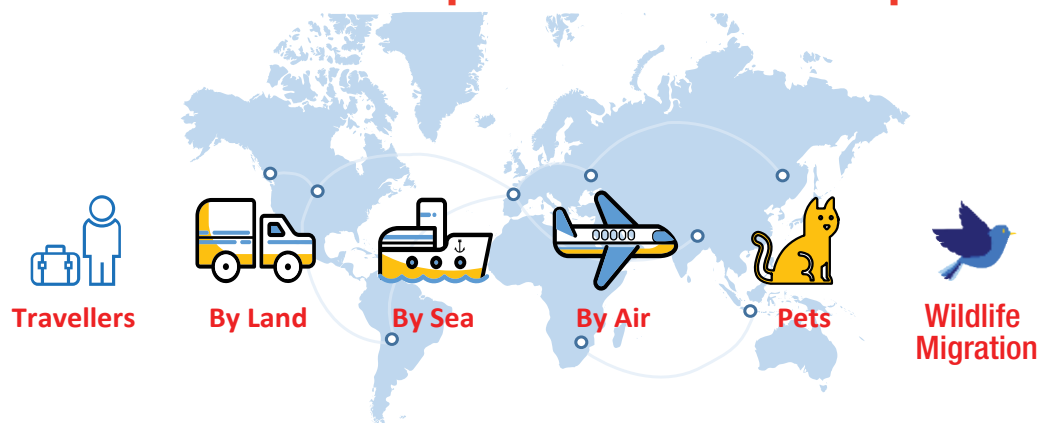 Travellers
By Land
By Sea
By Air
Pets
Wildlife
Migration